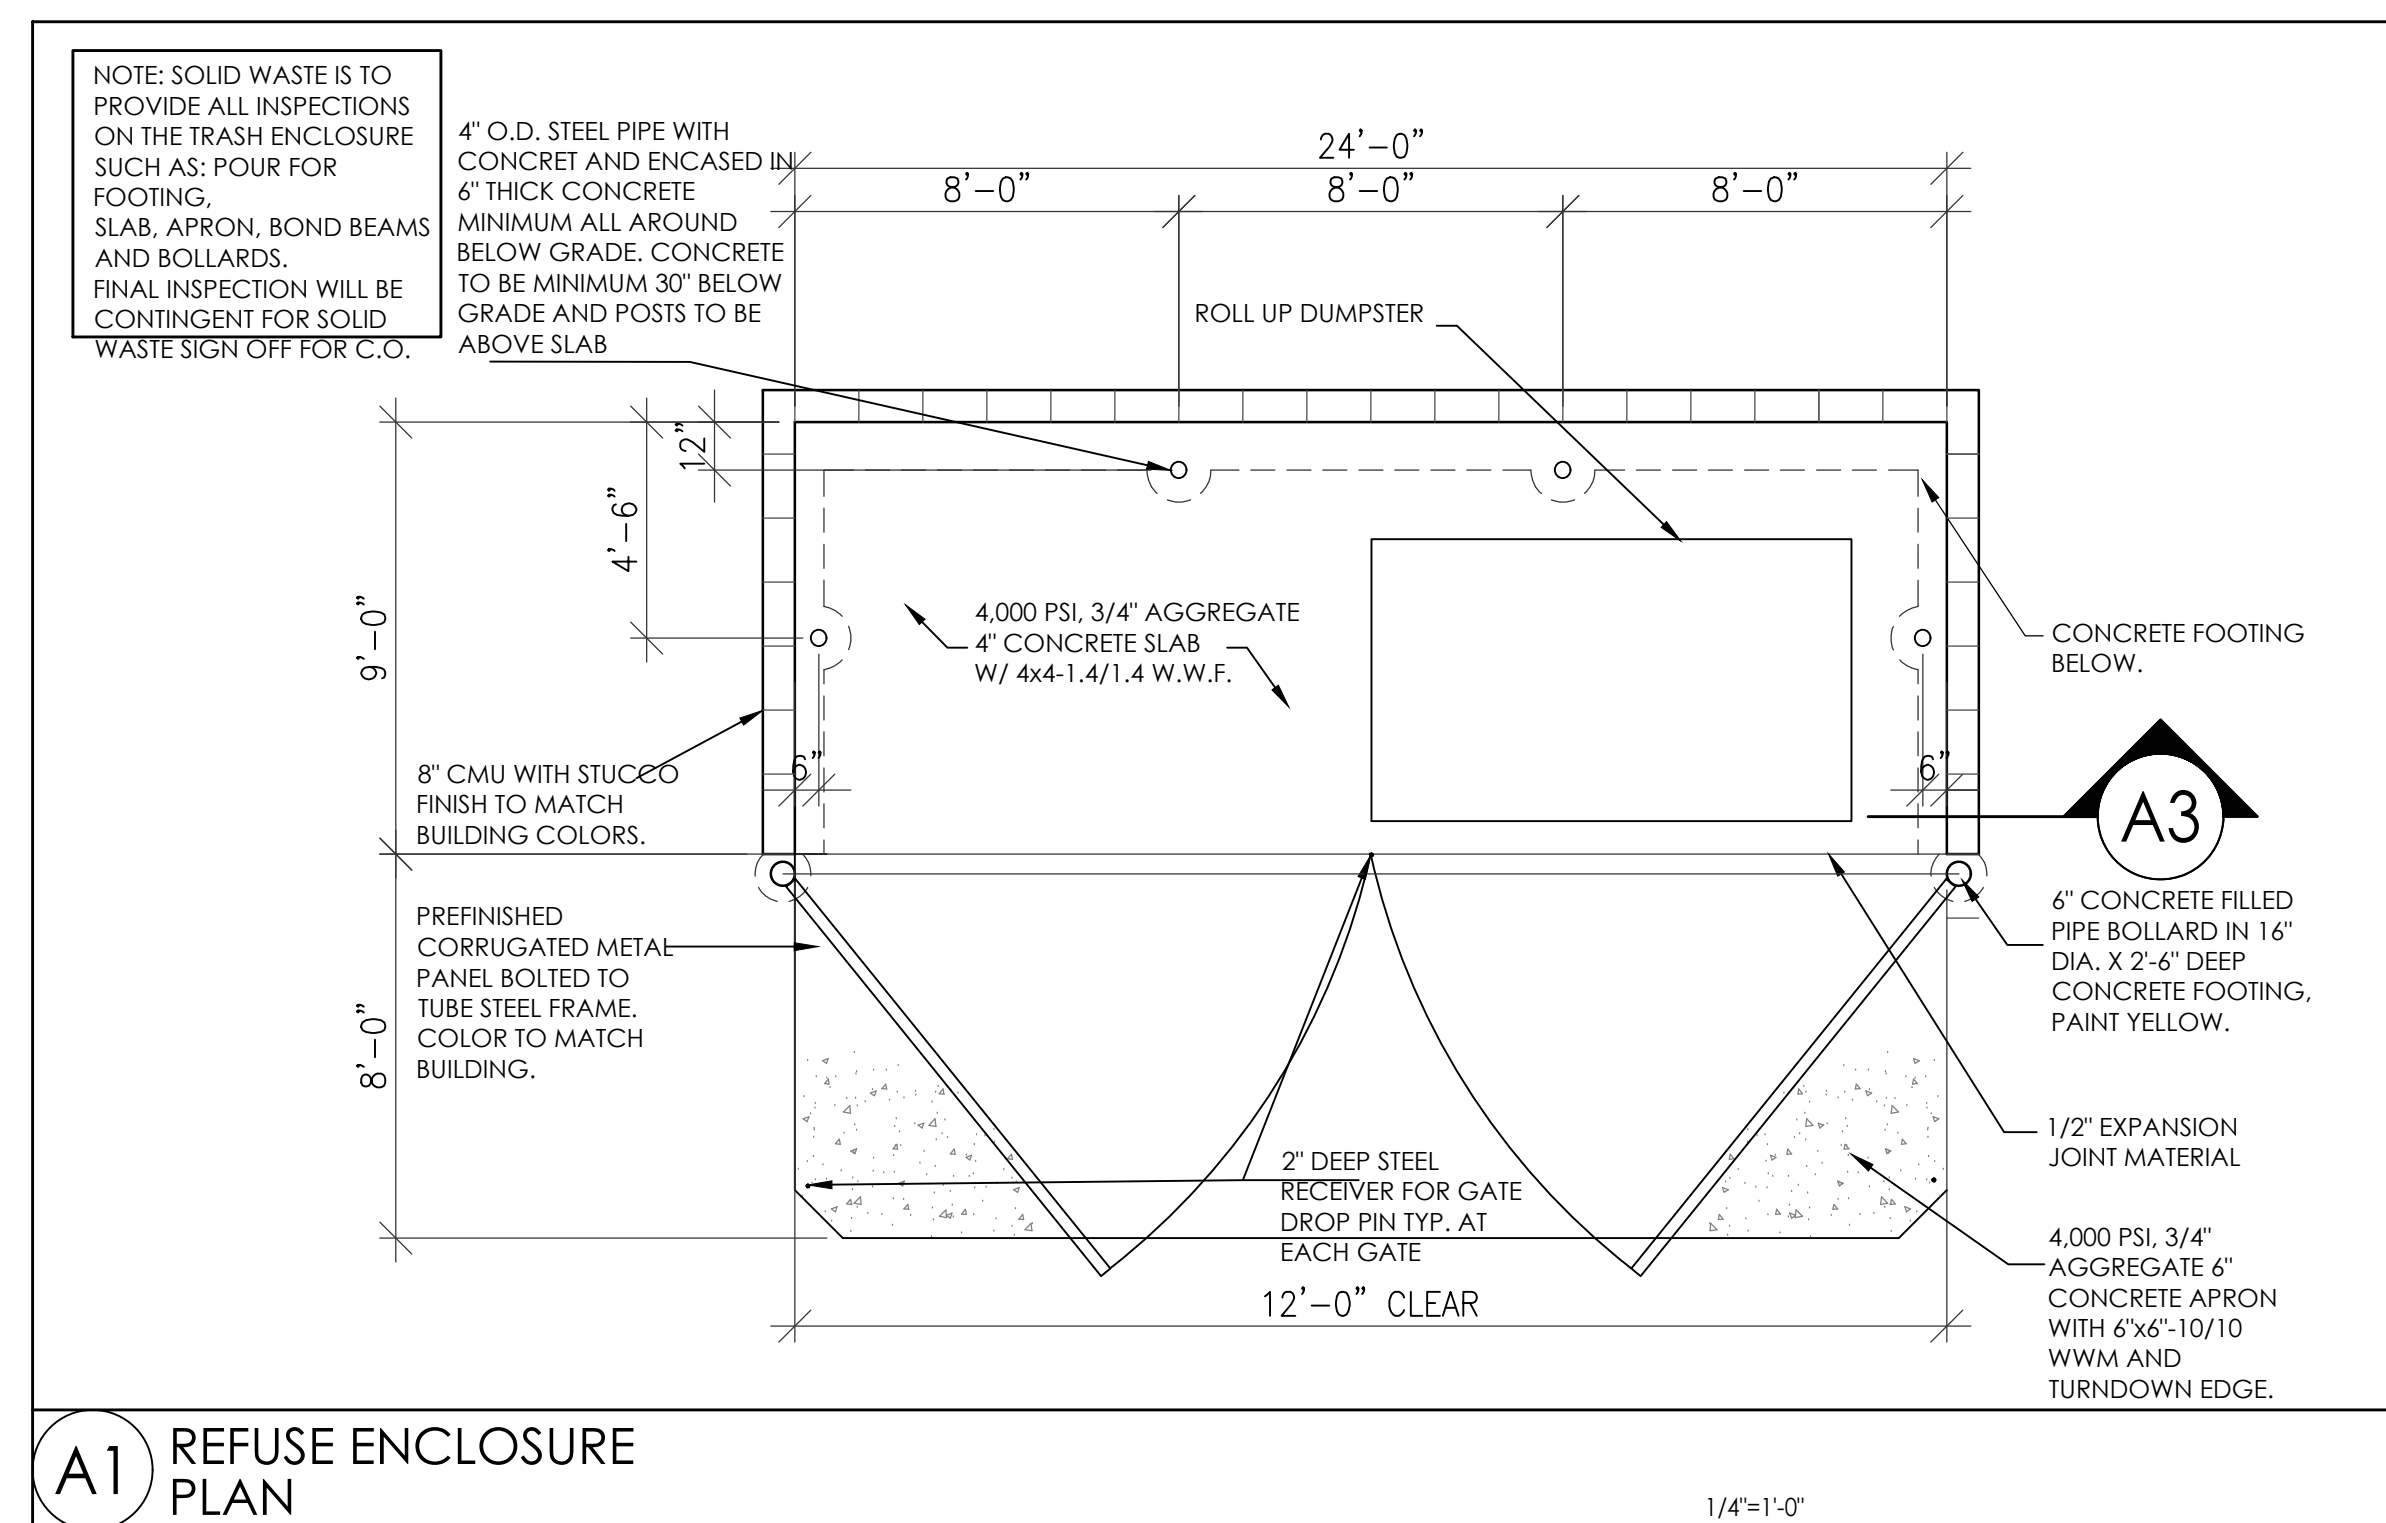 NOTE: SOLID WASTE IS TO
PROVIDE ALL INSPECTIONS
ON THE TRASH ENCLOSURE
SUCH AS: POUR FOR
FOOTING,
SLAB, APRON, BOND BEAMS
AND BOLLARDS.
FINAL INSPECTION WILL BE
CONTINGENT FOR SOLID
WASTE SIGN OFF FOR C.O.
4" O.D. STEEL PIPE WITH
CONCRET AND ENCASED IN
6" THICK CONCRETE
MINIMUM ALL AROUND
BELOW GRADE. CONCRETE
TO BE MINIMUM 30" BELOW
GRADE AND POSTS TO BE
ABOVE SLAB
24'-0"
8'-0"
8'-0"
8'-0"
ROLL UP DUMPSTER
12"
4'-6"
9'-0"
4,000 PSI, 3/4" AGGREGATE
4" CONCRETE SLAB
W/ 4x4-1.4/1.4 W.W.F.
CONCRETE FOOTING
BELOW.
8" CMU WITH STUCCO
FINISH TO MATCH
BUILDING COLORS.
6"
6"
A3
PREFINISHED
CORRUGATED METAL
PANEL BOLTED TO
TUBE STEEL FRAME.
COLOR TO MATCH
BUILDING.
8'-0"
6" CONCRETE FILLED
PIPE BOLLARD IN 16"
DIA. X 2'-6" DEEP
CONCRETE FOOTING,
PAINT YELLOW.
1/2" EXPANSION
JOINT MATERIAL
2" DEEP STEEL
RECEIVER FOR GATE
DROP PIN TYP. AT
EACH GATE
4,000 PSI, 3/4"
AGGREGATE 6"
CONCRETE APRON
WITH 6"x6"-10/10
WWM AND
TURNDOWN EDGE.
12'-0" CLEAR
A1
REFUSE ENCLOSURE
PLAN
1/4"=1'-0"